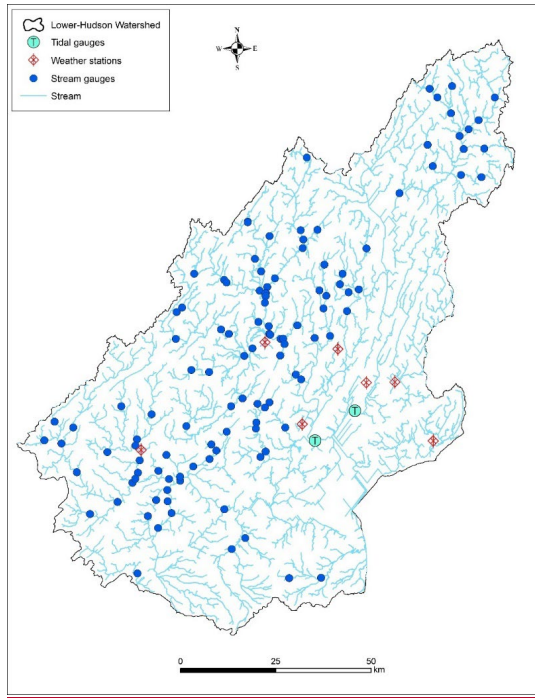 Lower-Hudson Watershed
T Tidal gauges
Weather stations
Stream gauges
Stream
N
W E
S
T
T
0 25 50
km